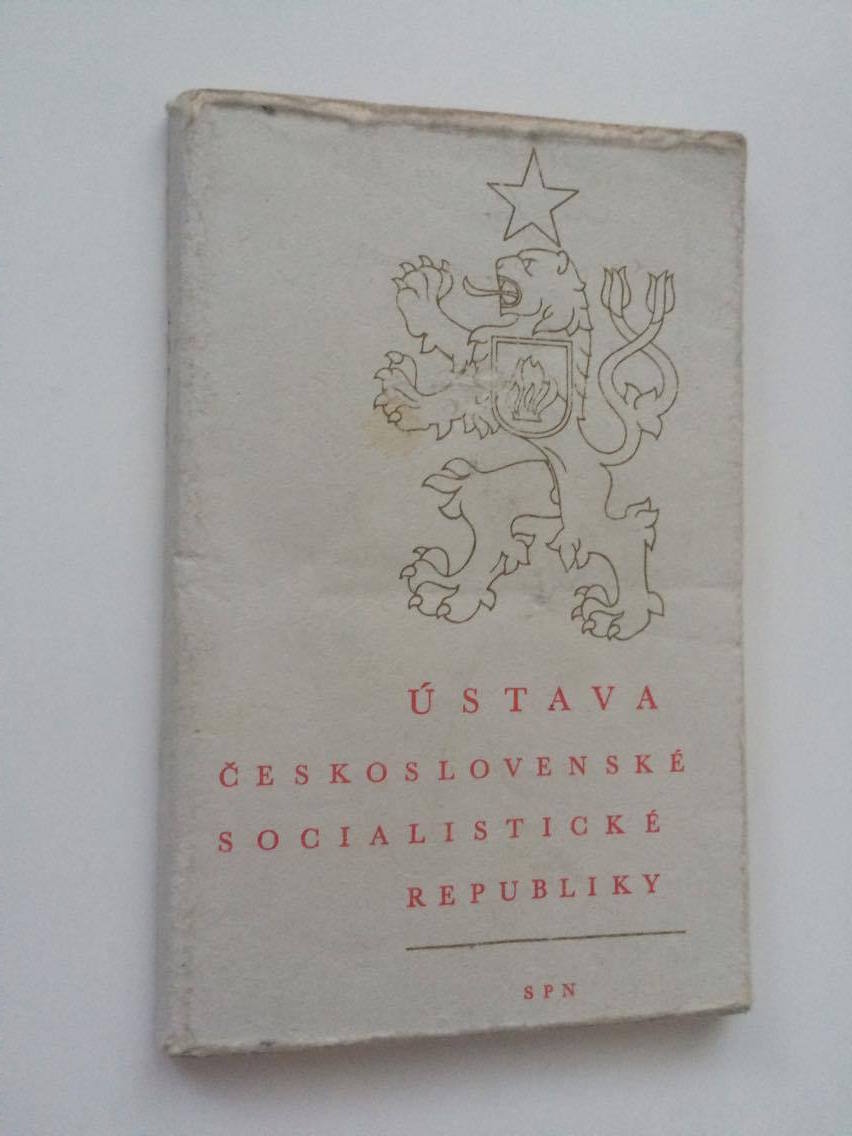 ÚSTAVA
ČESKOSLOVENSKÉ
SOCIALISTICKÉ
REPUBLIKY
SPN